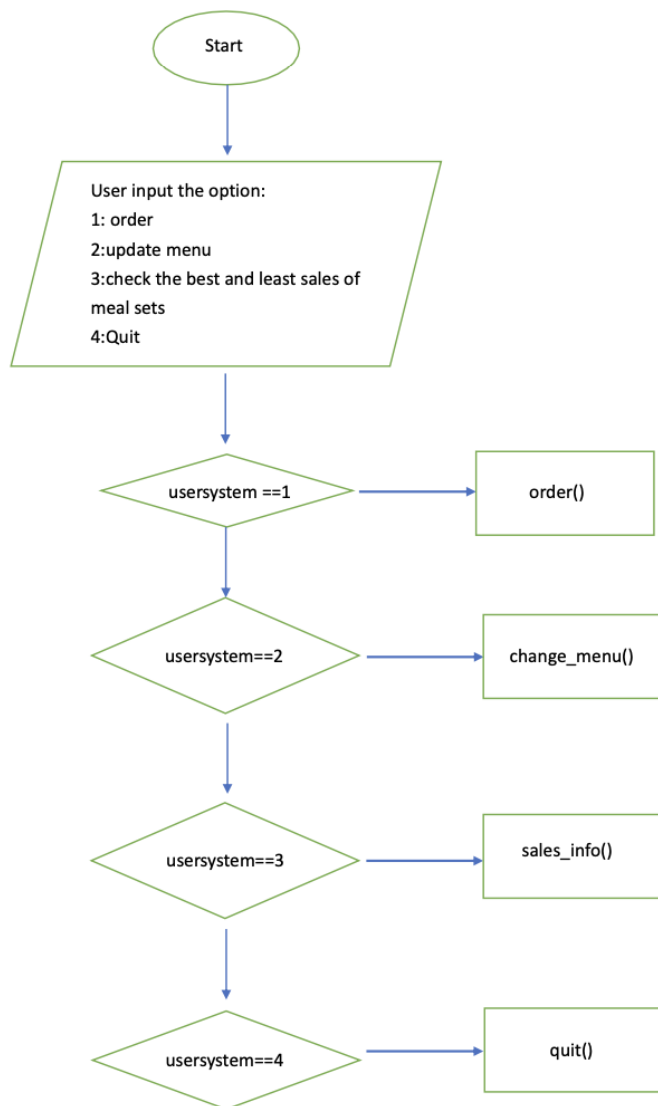 Start
User input the option:
1: order
2:update menu
3:check the best and least sales of
meal sets
4:Quit
usersystem ==1
order()
usersystem==2
change_menu()
usersystem==3
sales_info()
usersystem==4
quit()